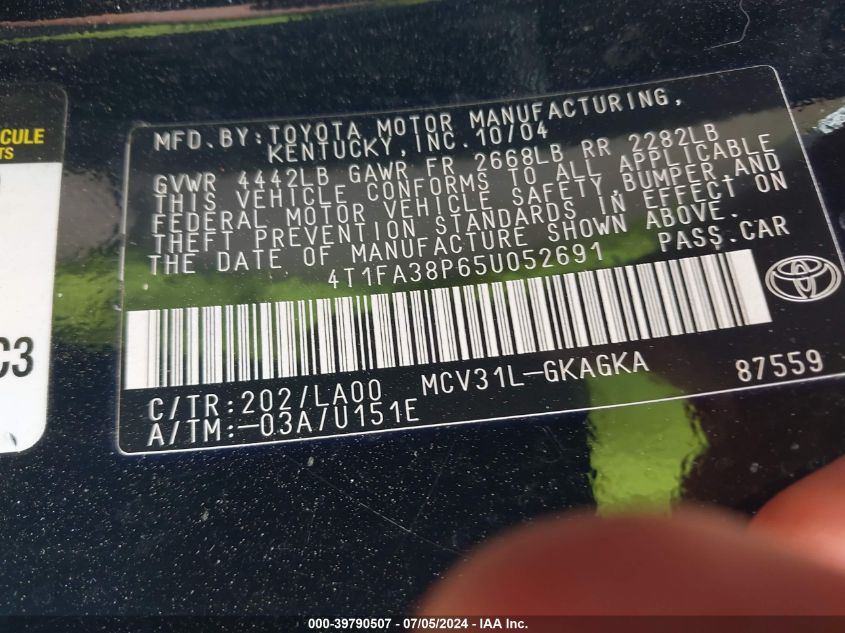 CULE
TS
C3
MFD. BY: TOYOTA MOTOR MANUFACTURING,
KENTUCKY, INC. 10/04
GVWR 4442LB GAWR FR 2668LB RR 2282LB
THIS VEHICLE CONFORMS TO ALL APPLICABLE
FEDERAL MOTOR VEHICLE SAFETY, BUMPER, AND
THEFT PREVENTION STANDARDS IN EFFECT ON
THE DATE OF MANUFACTURE SHOWN ABOVE.
4T1FA38P65U052691 PASS. CAR
C/TR: 202/LA00 MCV31L-GKAGKA 87559
A/TM:-03A/U151E
000-39790507 / 07/05/2024 - IAA Inc.